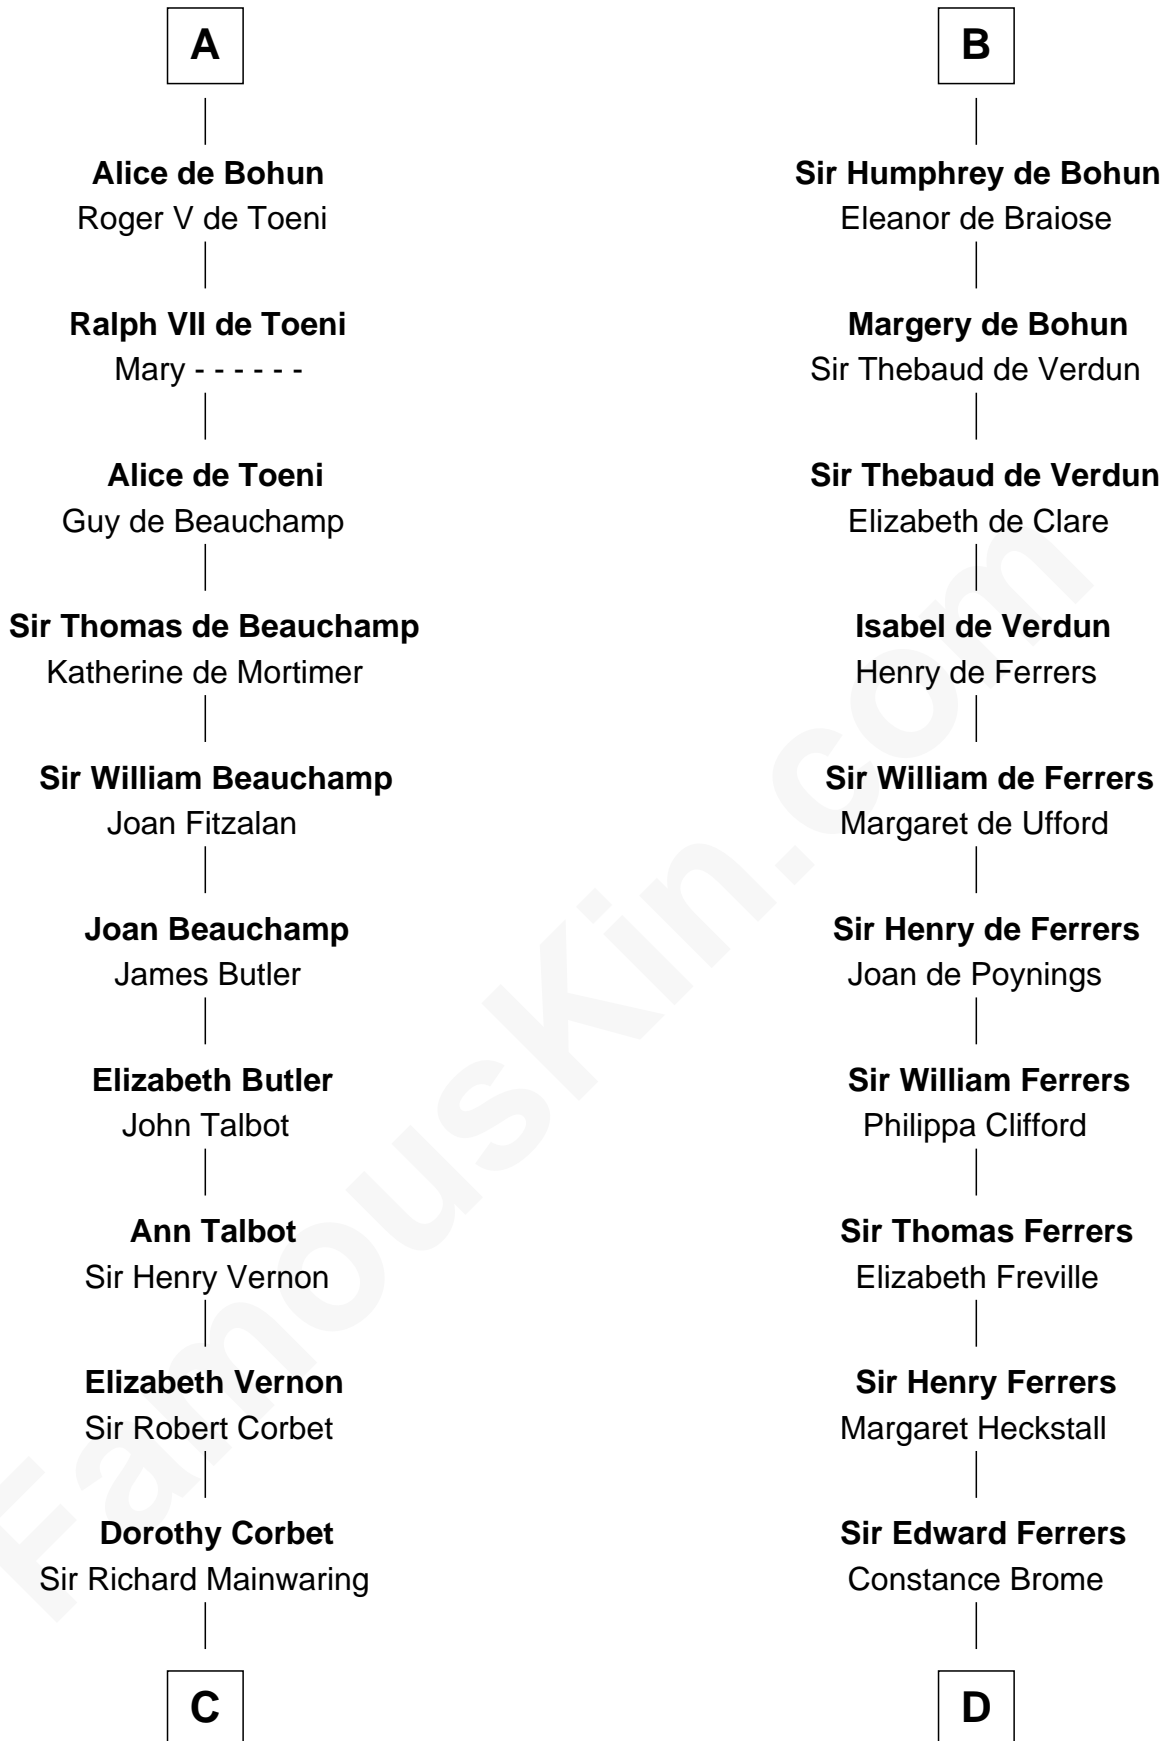 A
Alice de Bohun
Roger V de Toeni
Ralph VII de Toeni
Mary - - - - - -
Alice de Toeni
Guy de Beauchamp
Sir Thomas de Beauchamp
Katherine de Mortimer
Sir William Beauchamp
Joan Fitzalan
Joan Beauchamp
James Butler
Elizabeth Butler
John Talbot
Ann Talbot
Sir Henry Vernon
Elizabeth Vernon
Sir Robert Corbet
Dorothy Corbet
Sir Richard Mainwaring
C
B
Sir Humphrey de Bohun
Eleanor de Braiose
Margery de Bohun
Sir Thebaud de Verdun
Sir Thebaud de Verdun
Elizabeth de Clare
Isabel de Verdun
Henry de Ferrers
Sir William de Ferrers
Margaret de Ufford
Sir Henry de Ferrers
Joan de Poynings
Sir William Ferrers
Philippa Clifford
Sir Thomas Ferrers
Elizabeth Freville
Sir Henry Ferrers
Margaret Heckstall
Sir Edward Ferrers
Constance Brome
D
FamousKin.com